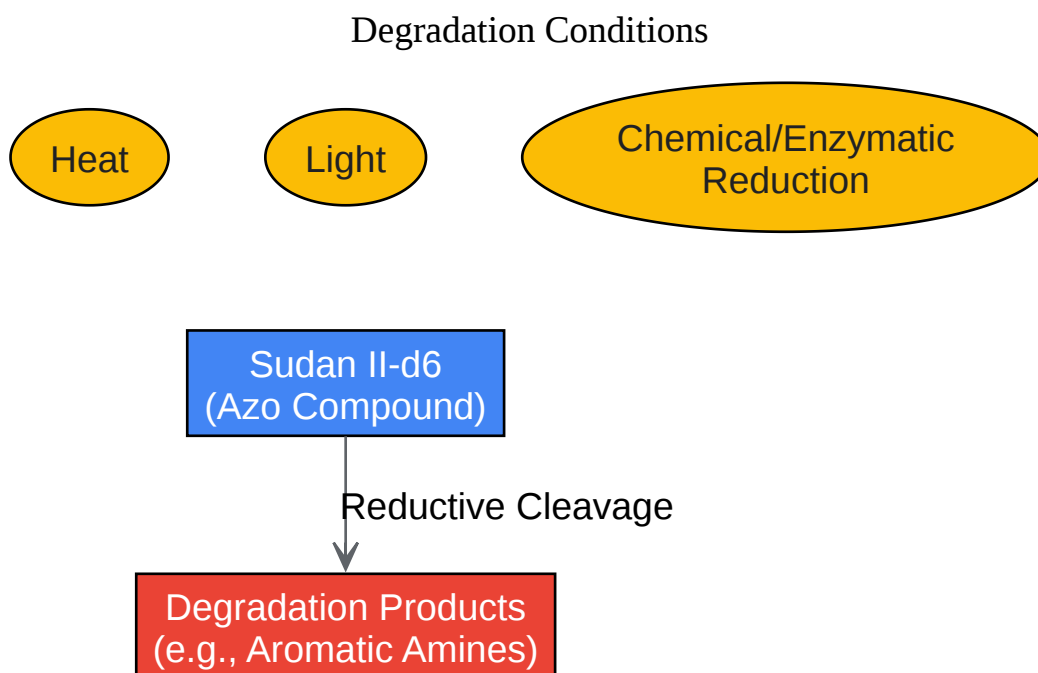 Degradation Conditions
Heat
Light
Chemical/Enzymatic
Reduction
Sudan II-d6
(Azo Compound)
Reductive Cleavage
Degradation Products
(e.g., Aromatic Amines)